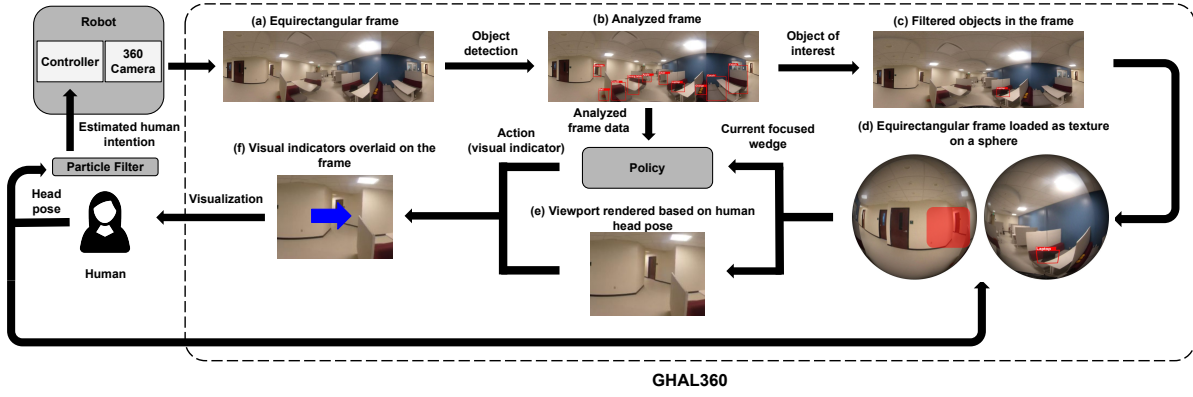 Robot
Controller
360
Camera
Estimated human
intention
Particle Filter
Head
pose
Human
(a) Equirectangular frame
Object
detection
(b) Analyzed frame
Object
of interest
(c) Filtered objects in the frame
Analyzed
frame data
Action
(visual indicator)
Policy
Current focused
wedge
(d) Equirectangular frame loaded as texture
on a sphere
(e) Viewport rendered based on human
head pose
(f) Visual indicators overlaid on the
frame
Visualization
GHAL360